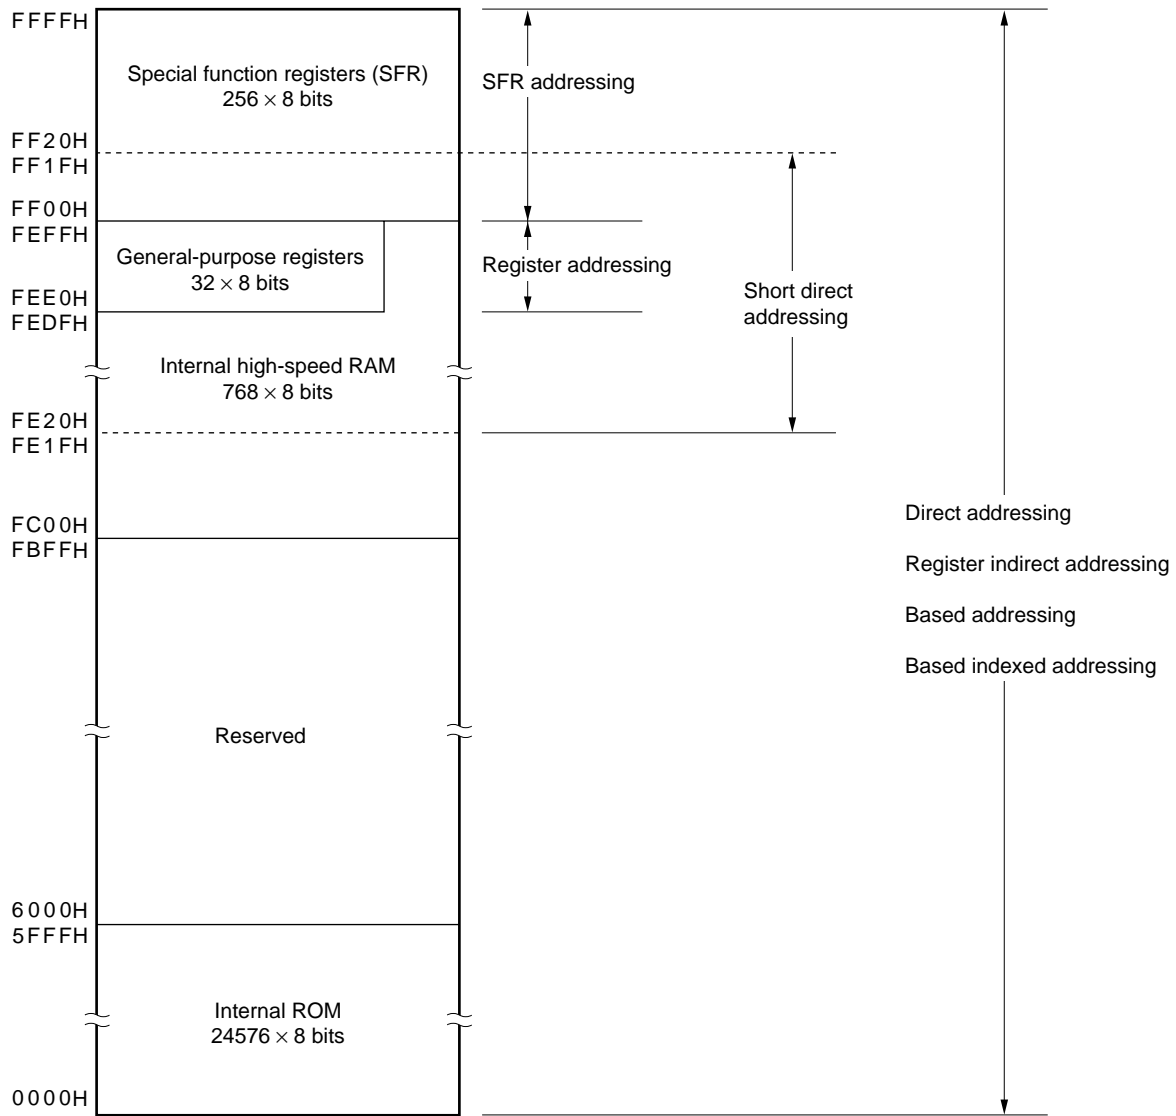 FFFFH
Special function registers (SFR)
256 × 8 bits
SFR addressing
FF20H
FF1FH
FF00H
FEFFH
General-purpose registers
32 × 8 bits
Register addressing
FEE0H
FEDFH
Short direct
addressing
Internal high-speed RAM
768 × 8 bits
FE20H
FE1FH
FC00H
FBFFH
Direct addressing
Register indirect addressing
Based addressing
Based indexed addressing
Reserved
6000H
5FFFH
Internal ROM
24576 × 8 bits
0000H